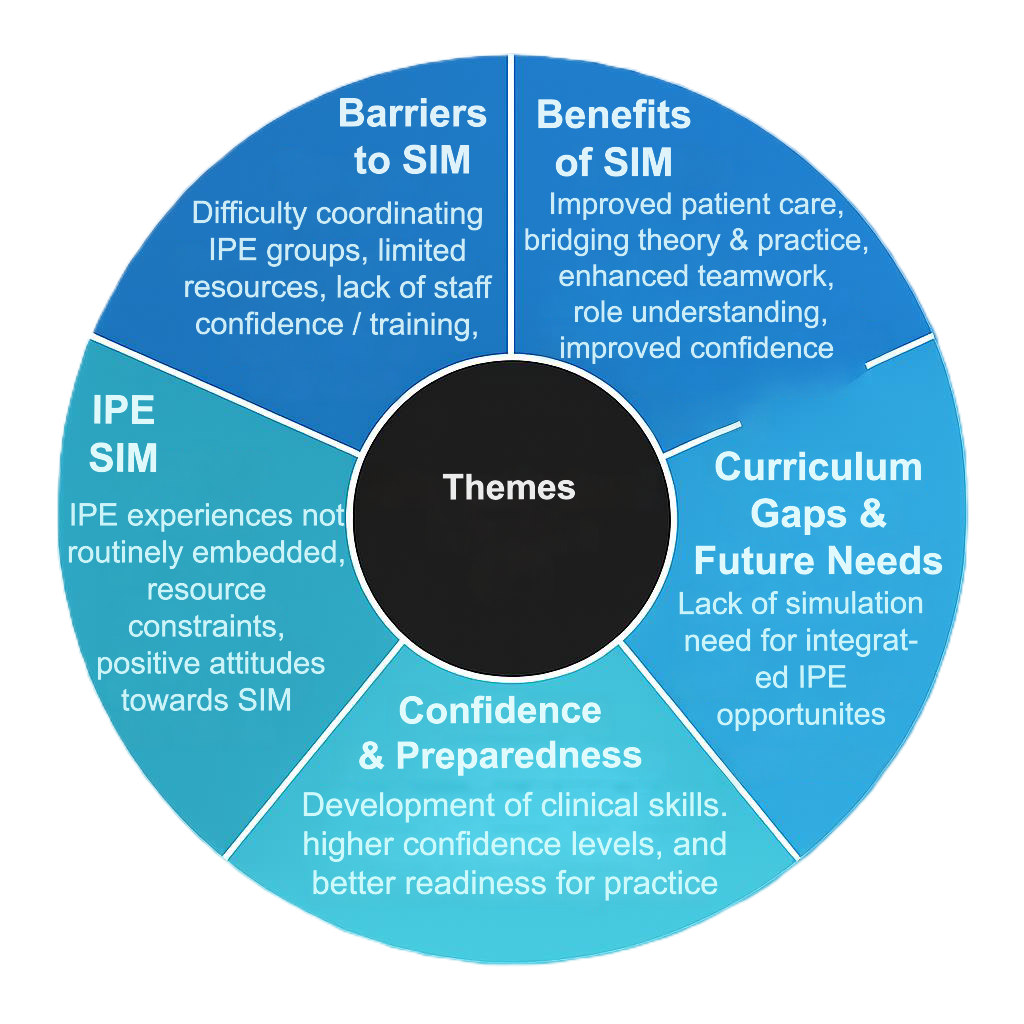 Barriers
to SIM
Difficulty coordinating
IPE groups, limited
resources, lack of staff
confidence / training,
Benefits
of SIM
Improved patient care,
bridging theory & practice,
enhanced teamwork,
role understanding,
improved confidence
IPE
SIM
IPE experiences not
routinely embedded,
resource
constraints,
positive attitudes
towards SIM
Themes
Curriculum
Gaps &
Future Needs
Lack of simulation
need for integrat-
ed IPE
opportunites
Confidence
& Preparedness
Development of clinical skills.
higher confidence levels, and
better readiness for practice